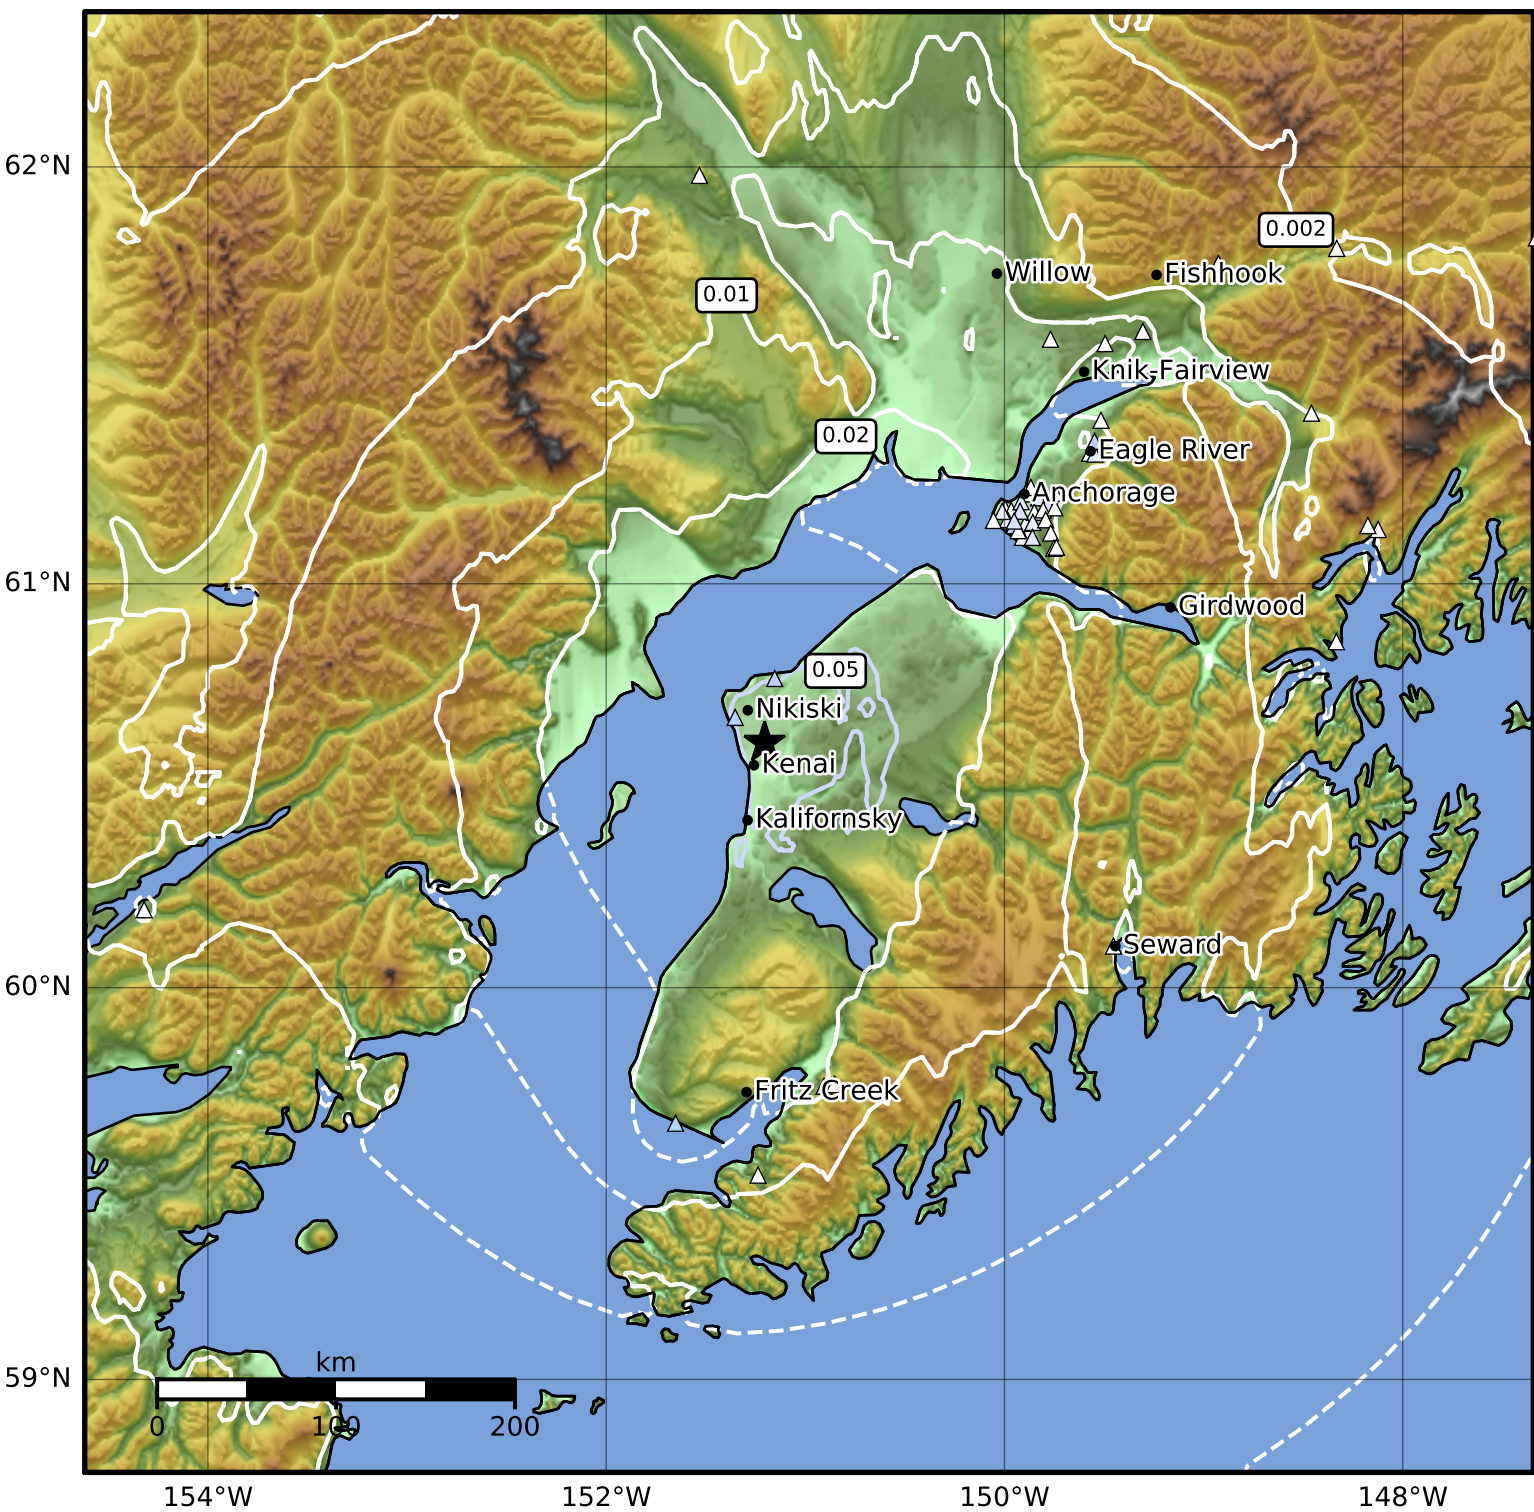 62°N
0.002
Willow
Fishhook
0.01
Knik-Fairview
0.02
Eagle River
Anchorage
61°N
Girdwood
0.05
Nikiski
Kenai
Kalifornsky
Seward
60°N
Fritz Creek
59°N
km
0 100 200
154°W 152°W 150°W 148°W